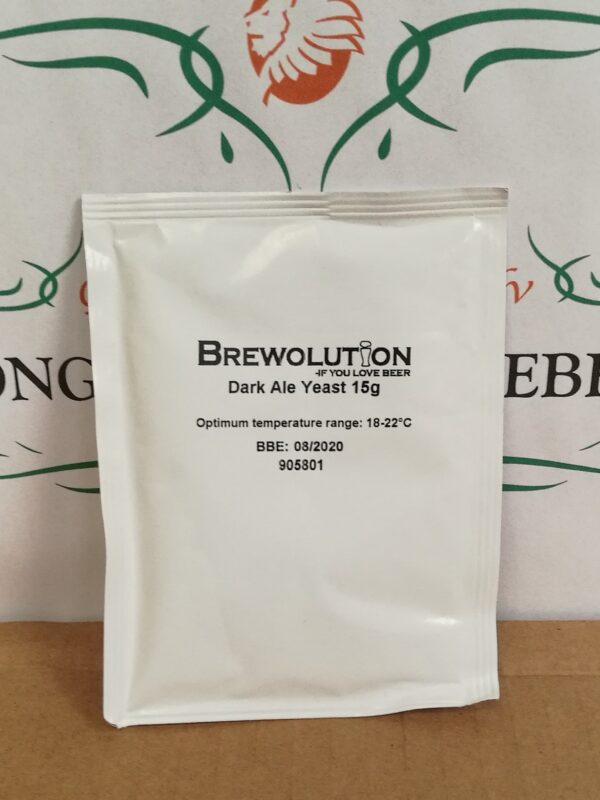 BREWOLUTION
-IF YOU LOVE BEER
Dark Ale Yeast 15g
Optimum temperature range: 18-22°C
BBE: 08/2020
905801
ONG
EBE